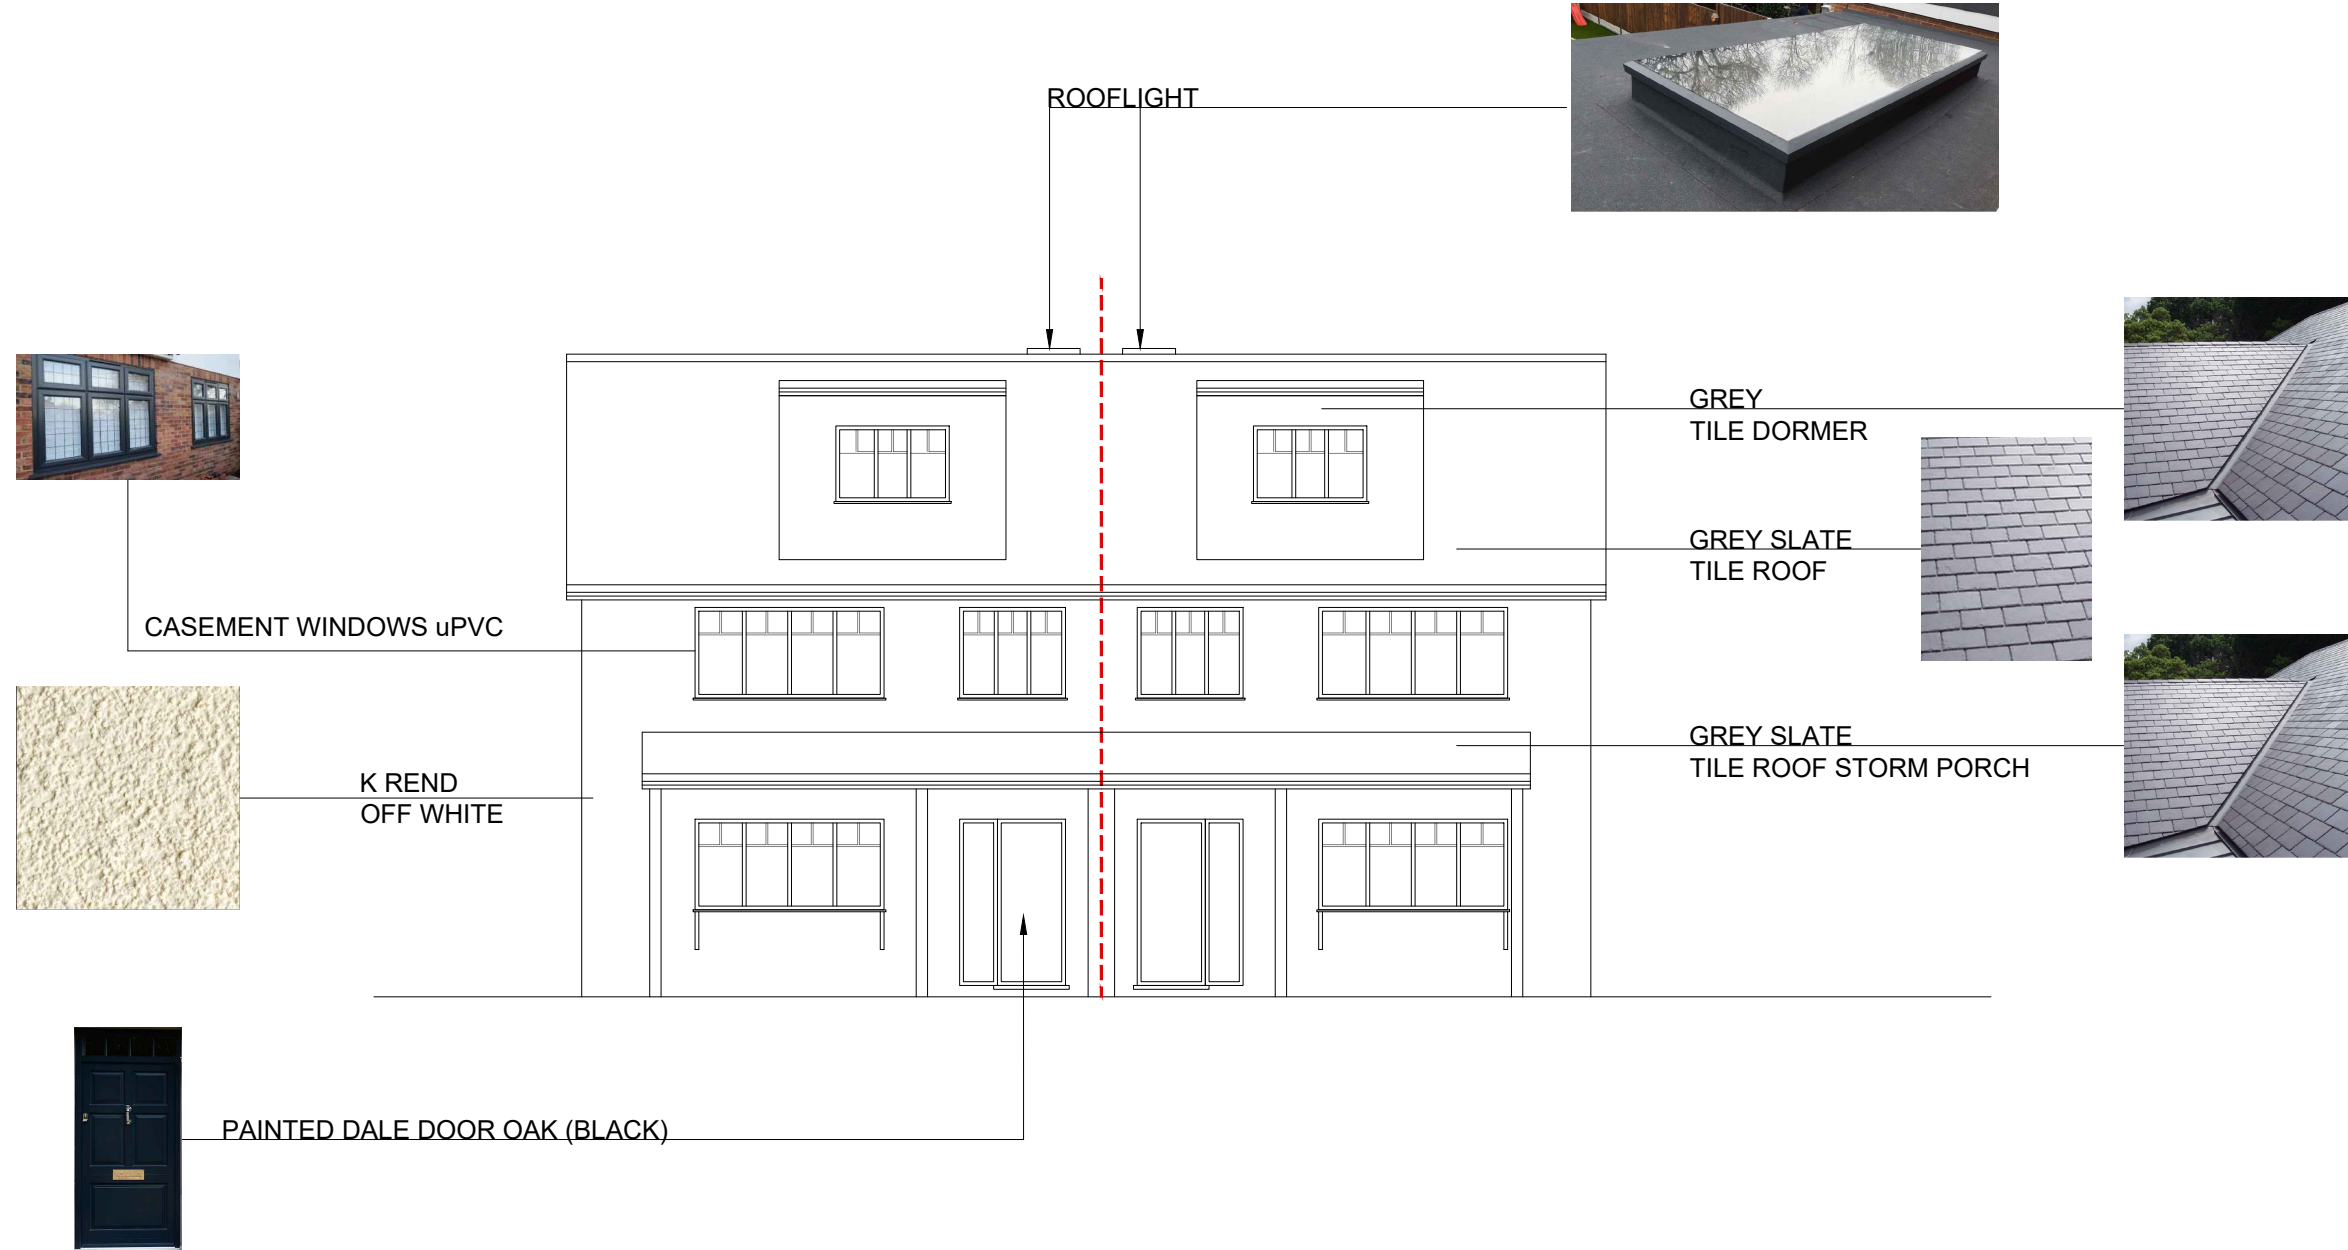 ROOFLIGHT
GREY
TILE DORMER
GREY SLATE
TILE ROOF
CASEMENT WINDOWS uPVC
GREY SLATE
TILE ROOF STORM PORCH
K REND
OFF WHITE
PAINTED DALE DOOR OAK (BLACK)